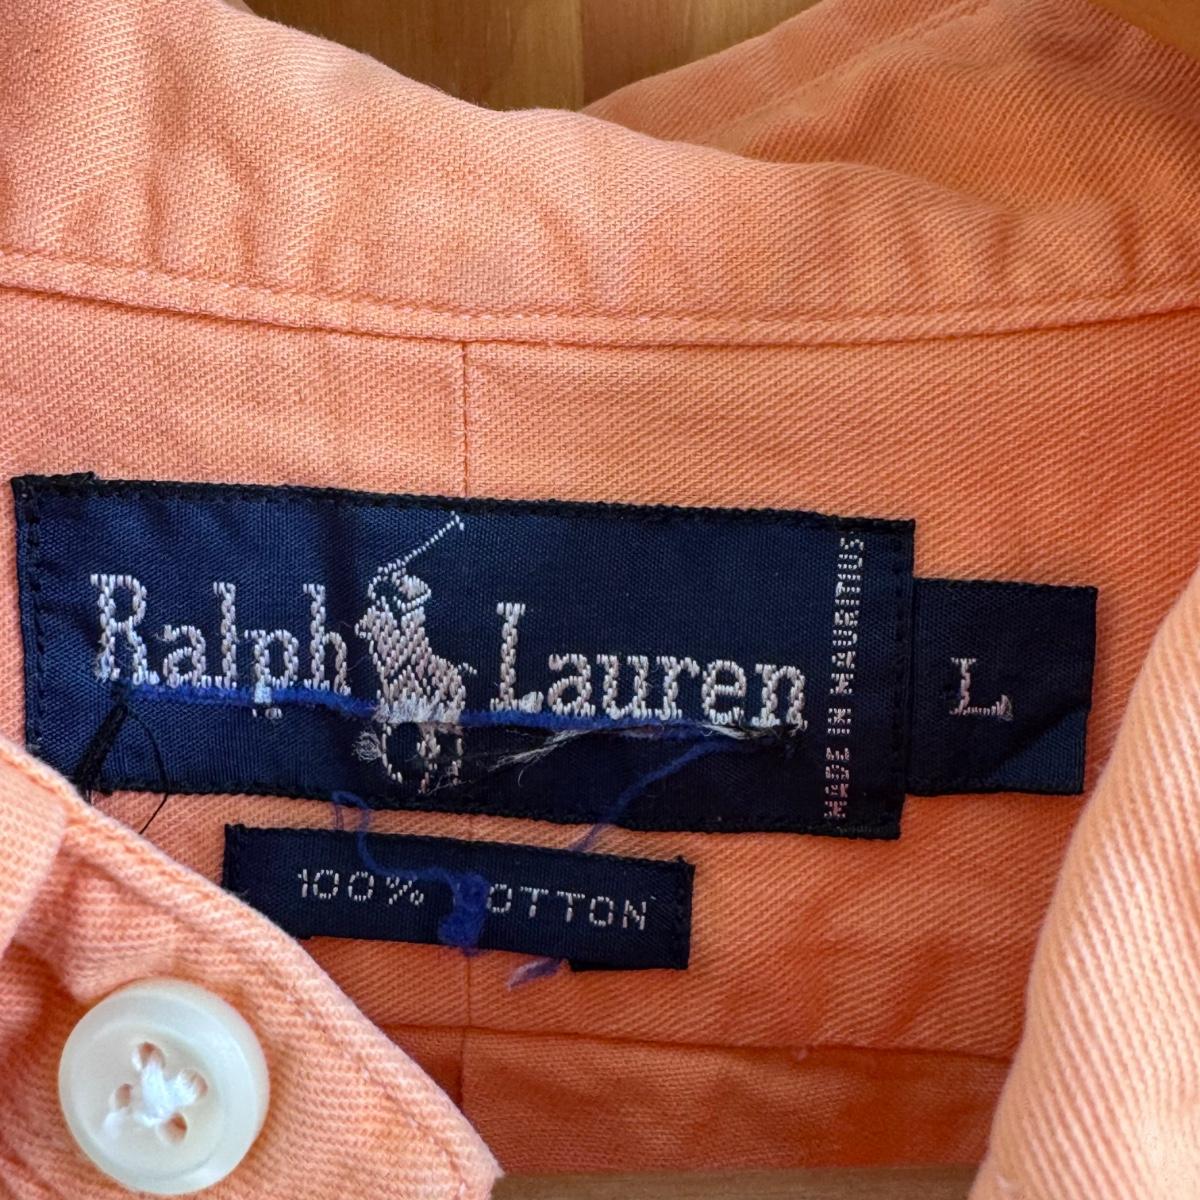 Ralph Lauren
MADE IN MAURITIUS
L
100% COTTON